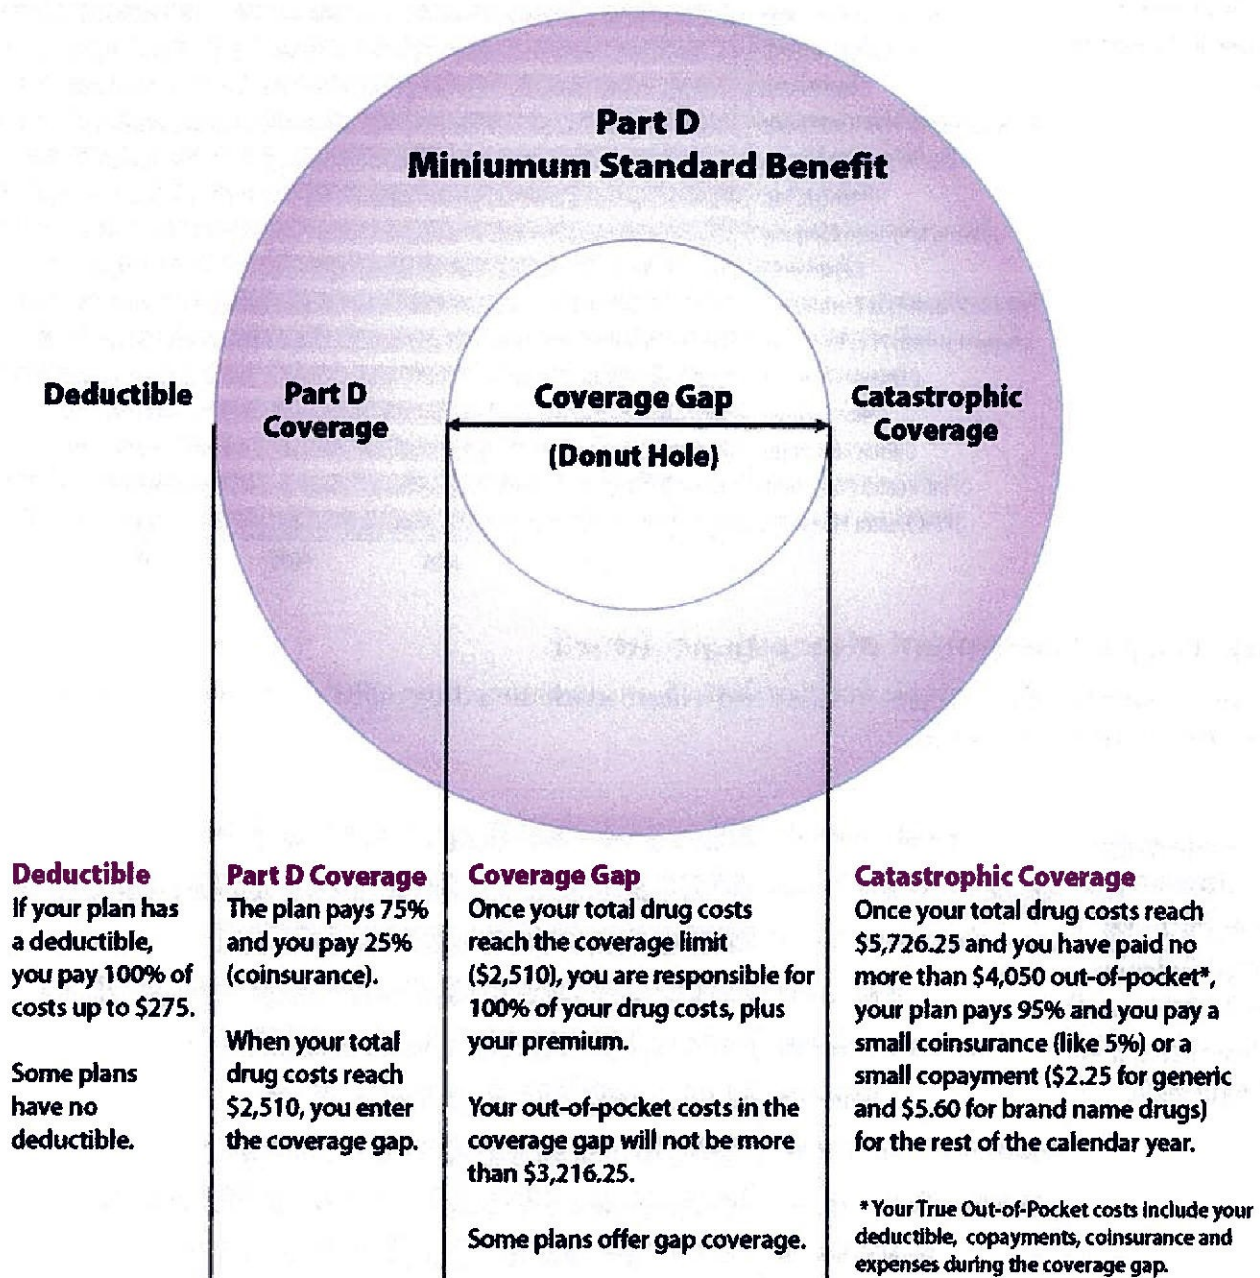 Part D
Miniumum Standard Benefit
Deductible
Part D
Coverage
Coverage Gap
(Donut Hole)
Catastrophic
Coverage
Deductible
If your plan has
a deductible,
you pay 100% of
costs up to $275.
Some plans
have no
deductible.
Part D Coverage
The plan pays 75%
and you pay 25%
(coinsurance).
When your total
drug costs reach
$2,510, you enter
the coverage gap.
Coverage Gap
Once your total drug costs
reach the coverage limit
($2,510), you are responsible for
100% of your drug costs, plus
your premium.
Your out-of-pocket costs in the
coverage gap will not be more
than $3,216.25.
Some plans offer gap coverage.
Catastrophic Coverage
Once your total drug costs reach
$5,726.25 and you have paid no
more than $4,050 out-of-pocket*,
your plan pays 95% and you pay a
small coinsurance (like 5%) or a
small copayment ($2.25 for generic
and $5.60 for brand name drugs)
for the rest of the calendar year.
* Your True Out-of-Pocket costs include your
deductible, copayments, coinsurance and
expenses during the coverage gap.